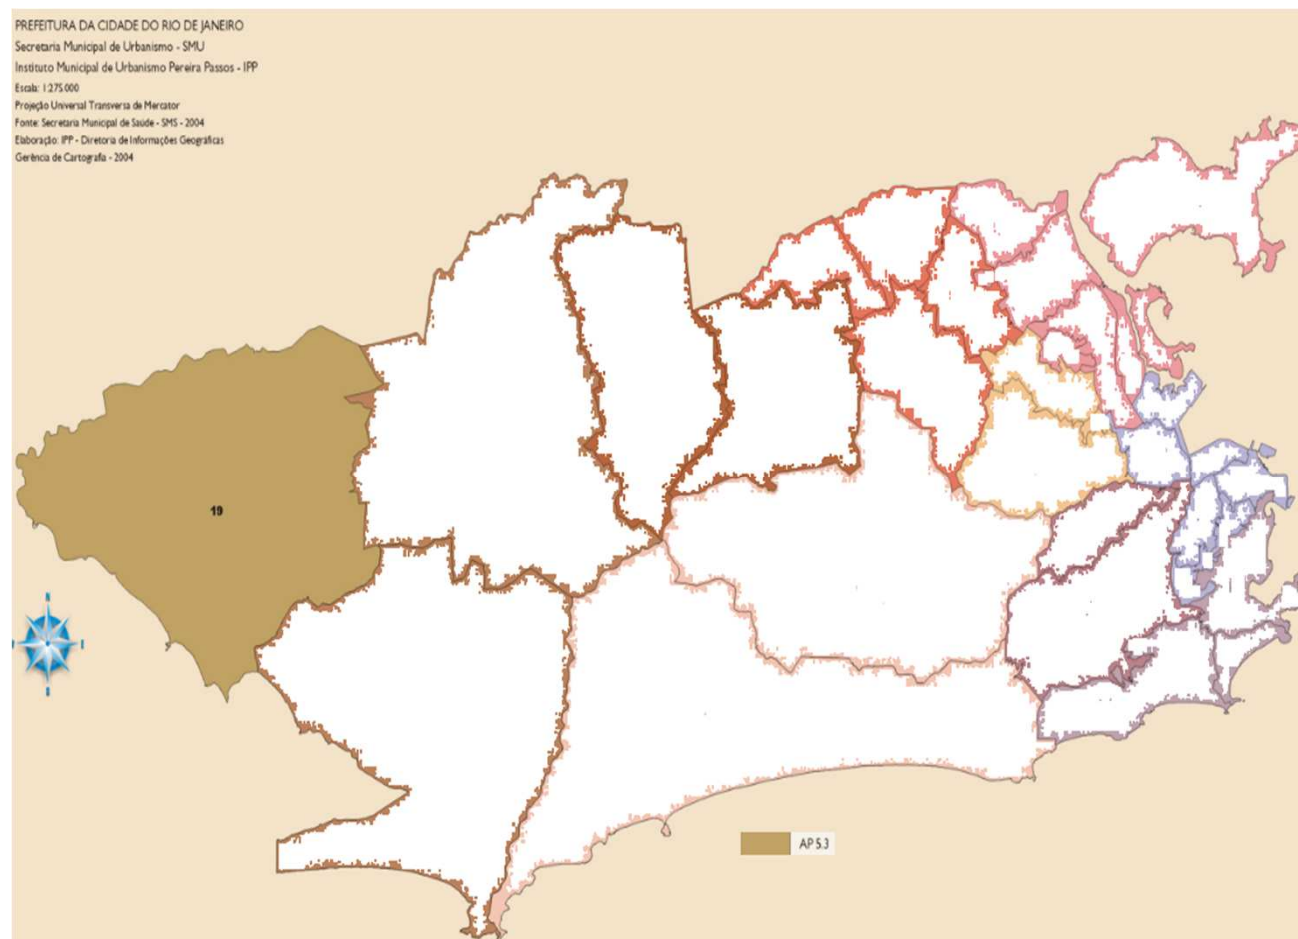 PREFEITURA DA CIDADE DO RIO DE JANEIRO
Secretaria Municipal de Urbanismo - SMU
Instituto Municipal de Urbanismo Pereira Passos - IPP
Escala: 1:275.000
Projeção Universal Transversa de Mercator
Fonte: Secretaria Municipal de Saúde - SMS - 2004
Elaboração: IPP - Diretoria de Informações Geográficas
Gerência de Cartografia - 2004
19
N
AP 5.3